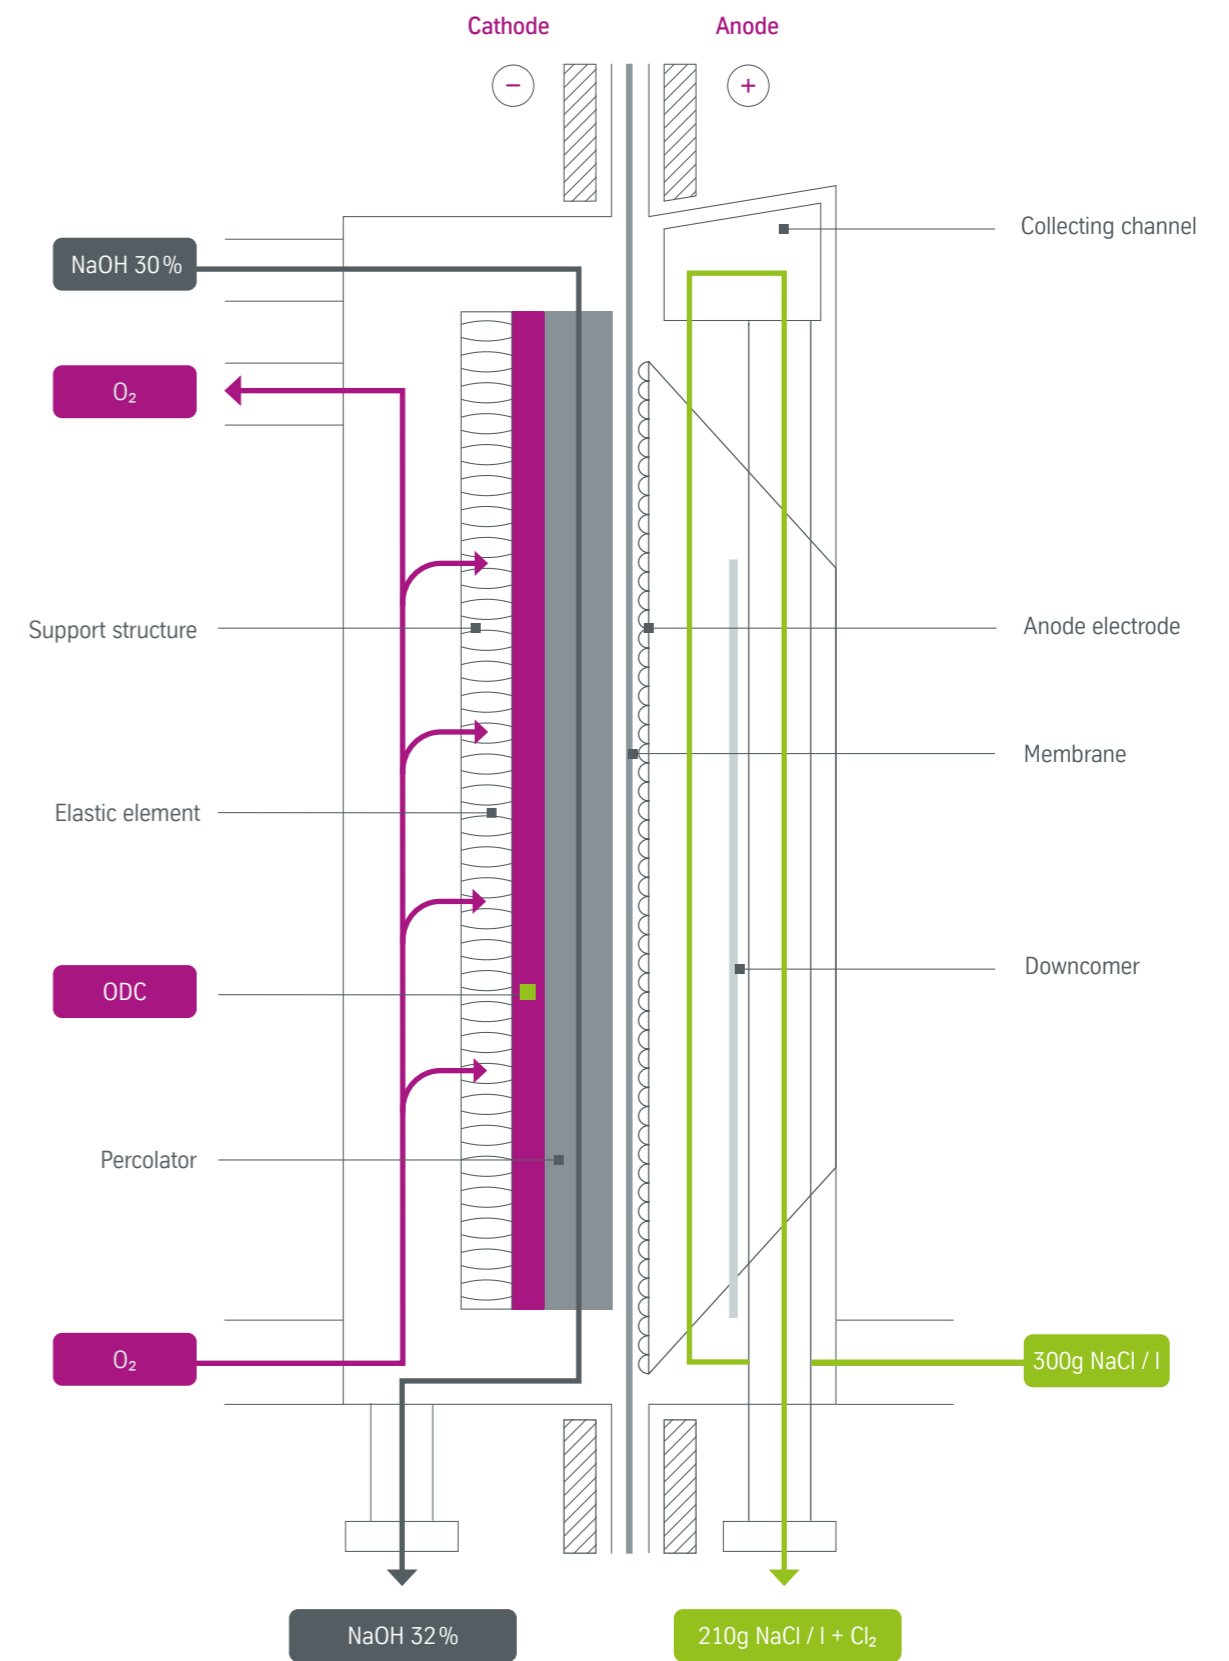 Cathode
Anode
−
+
Collecting channel
NaOH 30 %
O₂
Support structure
Anode electrode
Membrane
Elastic element
Downcomer
ODC
Percolator
O₂
300g NaCl / l
NaOH 32 %
210g NaCl / l + Cl₂